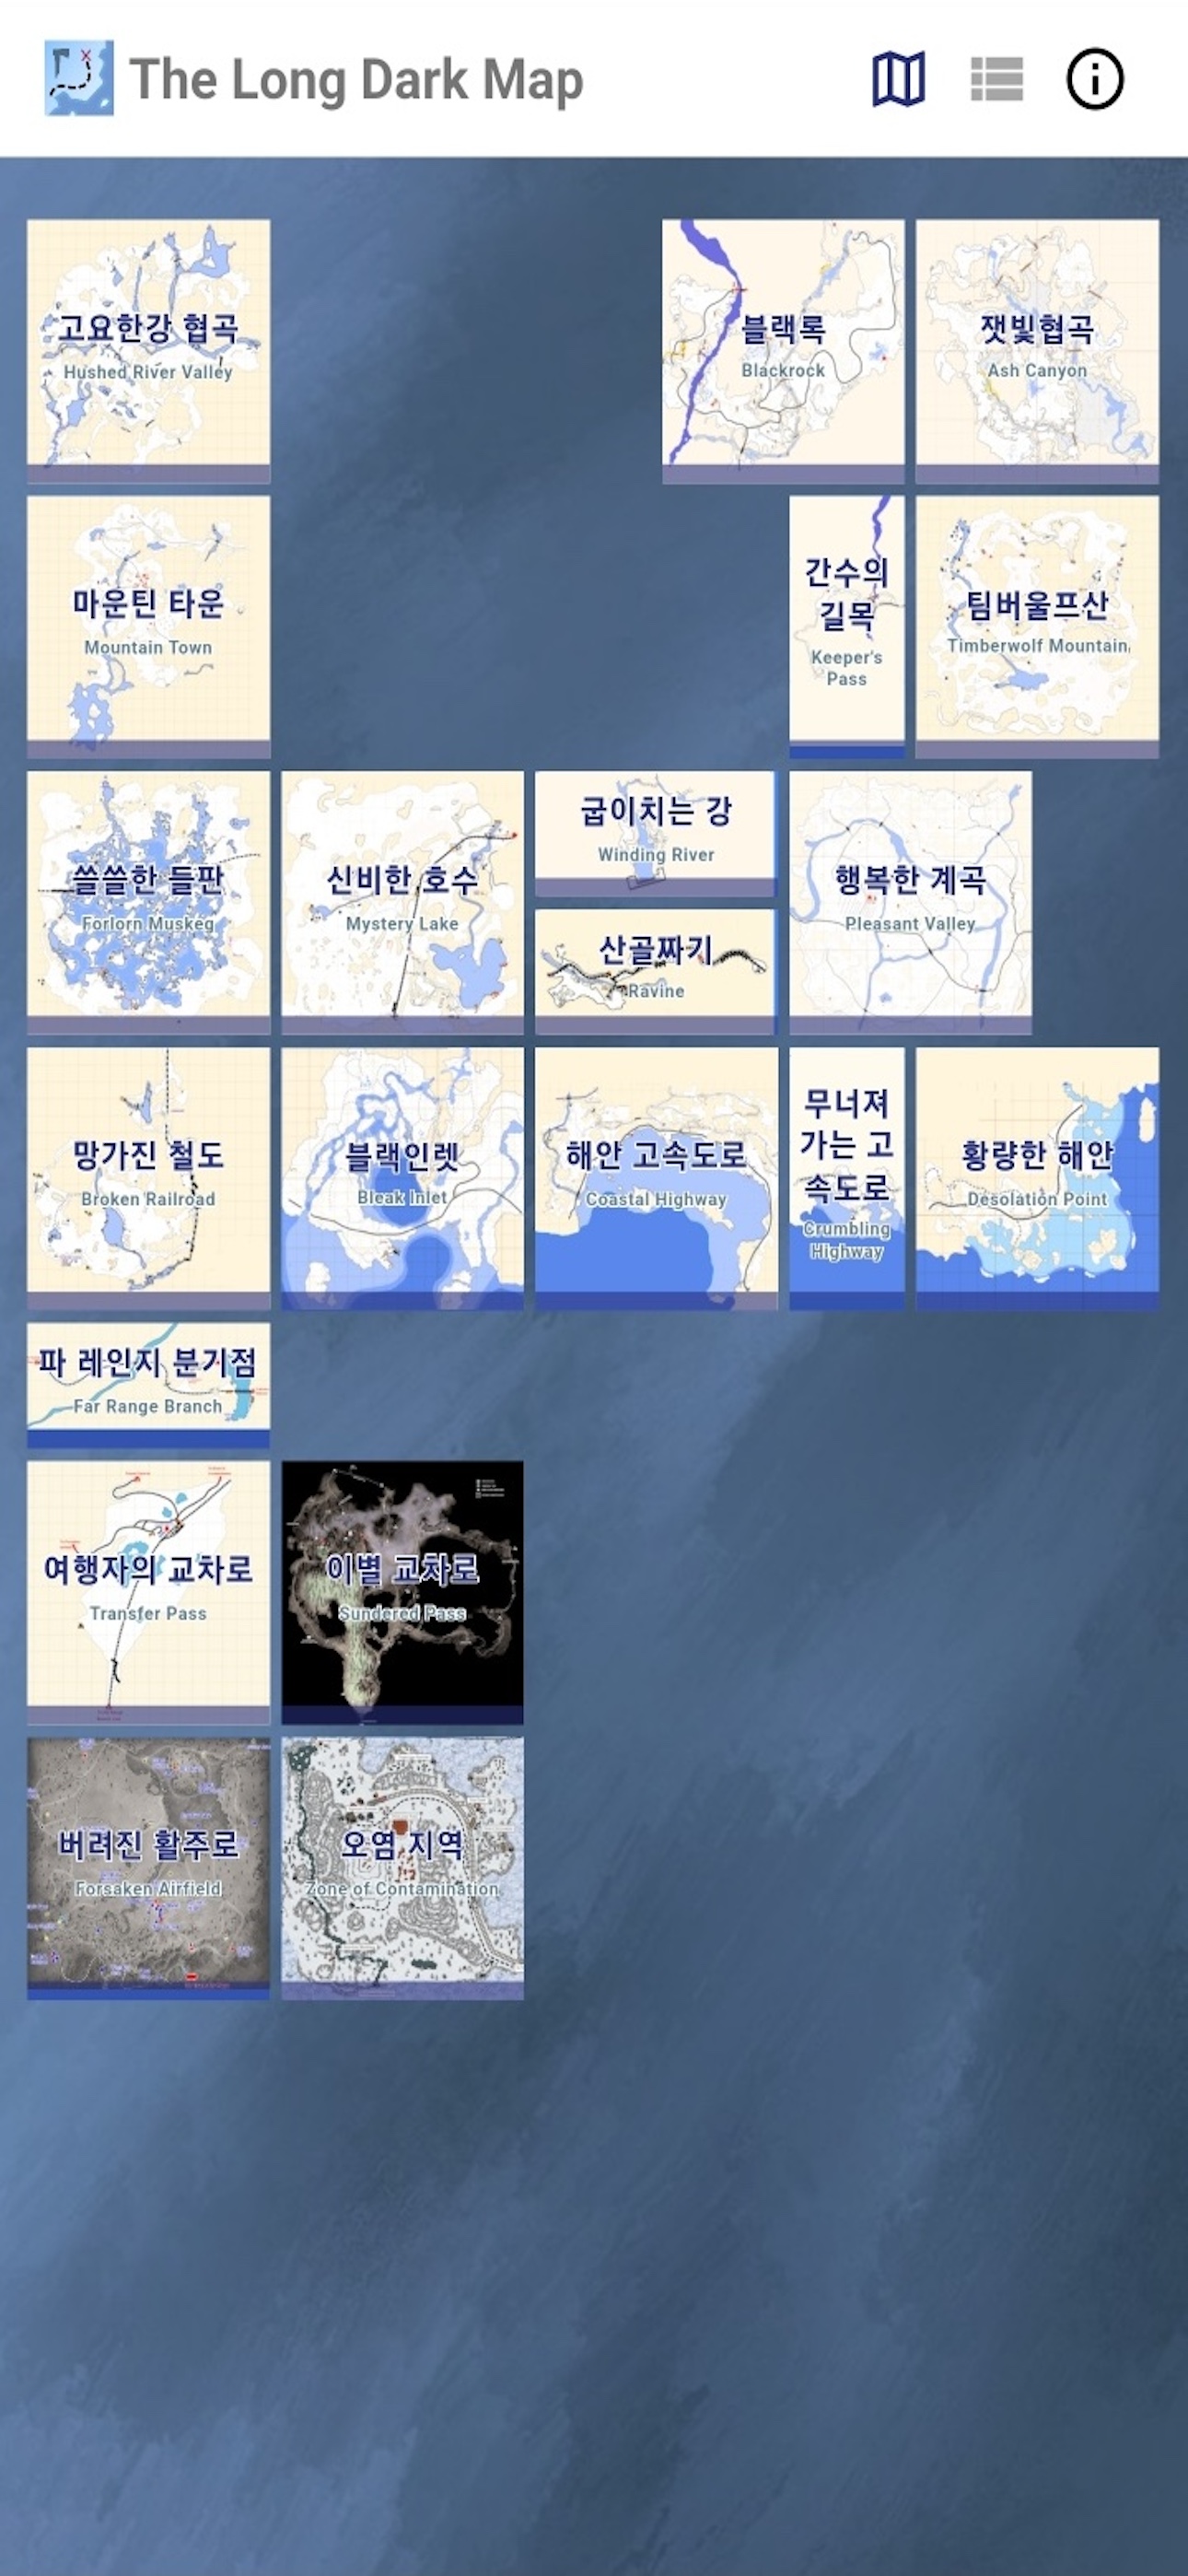 The Long Dark Map
고요한강 협곡
Hushed River Valley
블랙록
Blackrock
잿빛협곡
Ash Canyon
마운틴 타운
Mountain Town
간수의
길목
Keeper's
Pass
팀버울프산
Timberwolf Mountain
쓸쓸한 들판
Forlorn Muskeg
신비한 호수
Mystery Lake
굽이치는 강
Winding River
산골짜기
Ravine
행복한 계곡
Pleasant Valley
망가진 철도
Broken Railroad
블랙인렛
Bleak Inlet
해안 고속도로
Coastal Highway
무너져
가는 고
속도로
Crumbling
Highway
황량한 해안
Desolation Point
파 레인지 분기점
Far Range Branch
여행자의 교차로
Transfer Pass
이별 교차로
Sundered Pass
버려진 활주로
Forsaken Airfield
오염 지역
Zone of Contamination